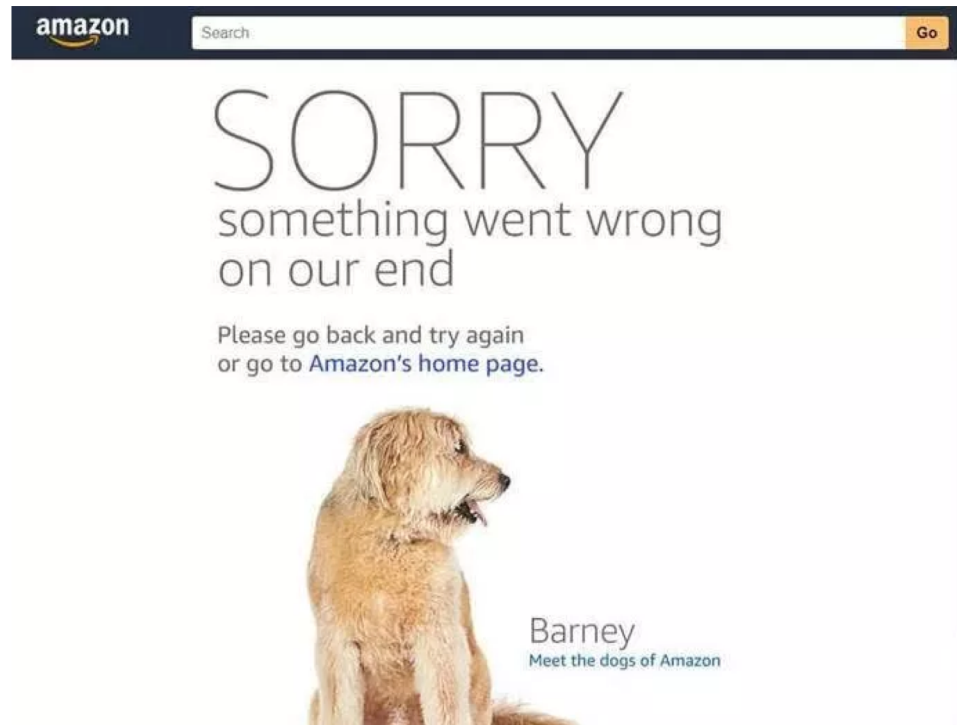 amazon
Search
Go
SORRY
something went wrong
on our end
Please go back and try again
or go to Amazon's home page.
Barney
Meet the dogs of Amazon